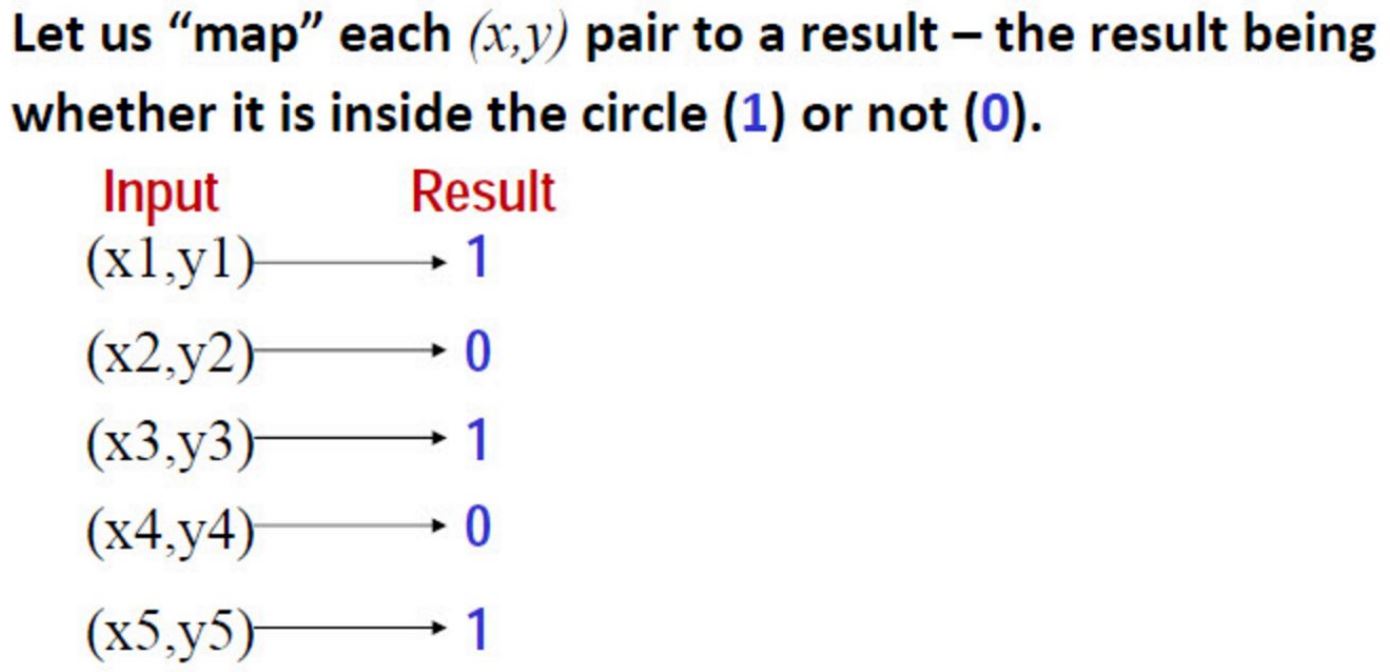 Let us “map” each (x,y) pair to a result – the result being
whether it is inside the circle (1) or not (0).
Input Result
(x1,y1) 1
(x2,y2) 0
(x3,y3) 1
(x4,y4) 0
(x5,y5) 1